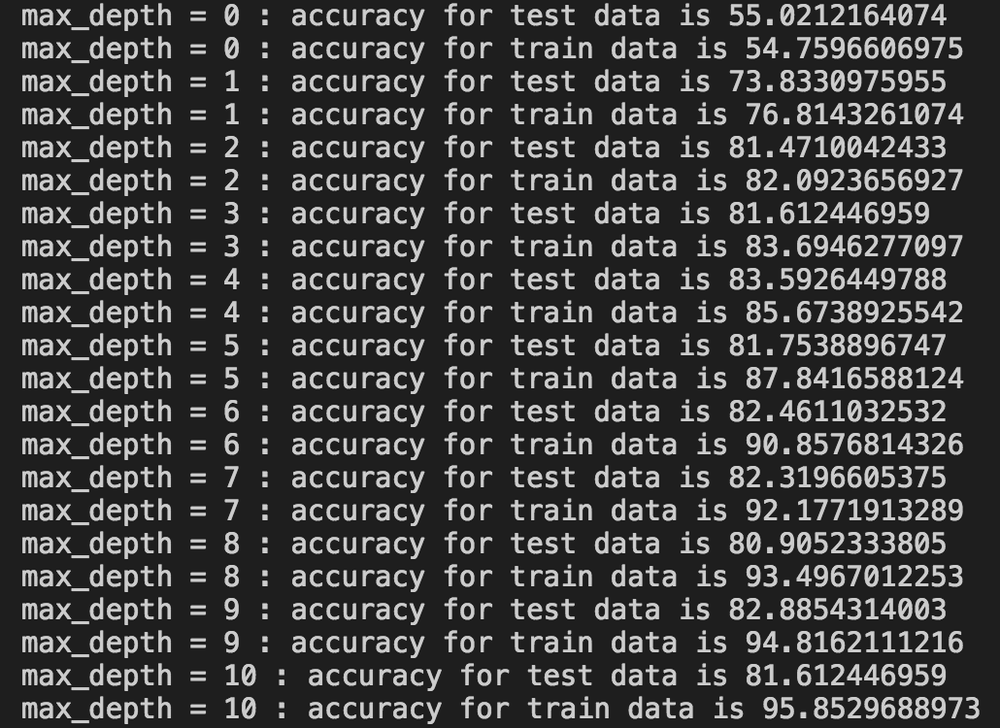 max_depth = 0 : accuracy for test data is 55.0212164074
max_depth = 0 : accuracy for train data is 54.7596606975
max_depth = 1 : accuracy for test data is 73.8330975955
max_depth = 1 : accuracy for train data is 76.8143261074
max_depth = 2 : accuracy for test data is 81.4710042433
max_depth = 2 : accuracy for train data is 82.0923656927
max_depth = 3 : accuracy for test data is 81.612446959
max_depth = 3 : accuracy for train data is 83.6946277097
max_depth = 4 : accuracy for test data is 83.5926449788
max_depth = 4 : accuracy for train data is 85.6738925542
max_depth = 5 : accuracy for test data is 81.7538896747
max_depth = 5 : accuracy for train data is 87.8416588124
max_depth = 6 : accuracy for test data is 82.4611032532
max_depth = 6 : accuracy for train data is 90.8576814326
max_depth = 7 : accuracy for test data is 82.3196605375
max_depth = 7 : accuracy for train data is 92.1771913289
max_depth = 8 : accuracy for test data is 80.9052333805
max_depth = 8 : accuracy for train data is 93.4967012253
max_depth = 9 : accuracy for test data is 82.8854314003
max_depth = 9 : accuracy for train data is 94.8162111216
max_depth = 10 : accuracy for test data is 81.612446959
max_depth = 10 : accuracy for train data is 95.8529688973